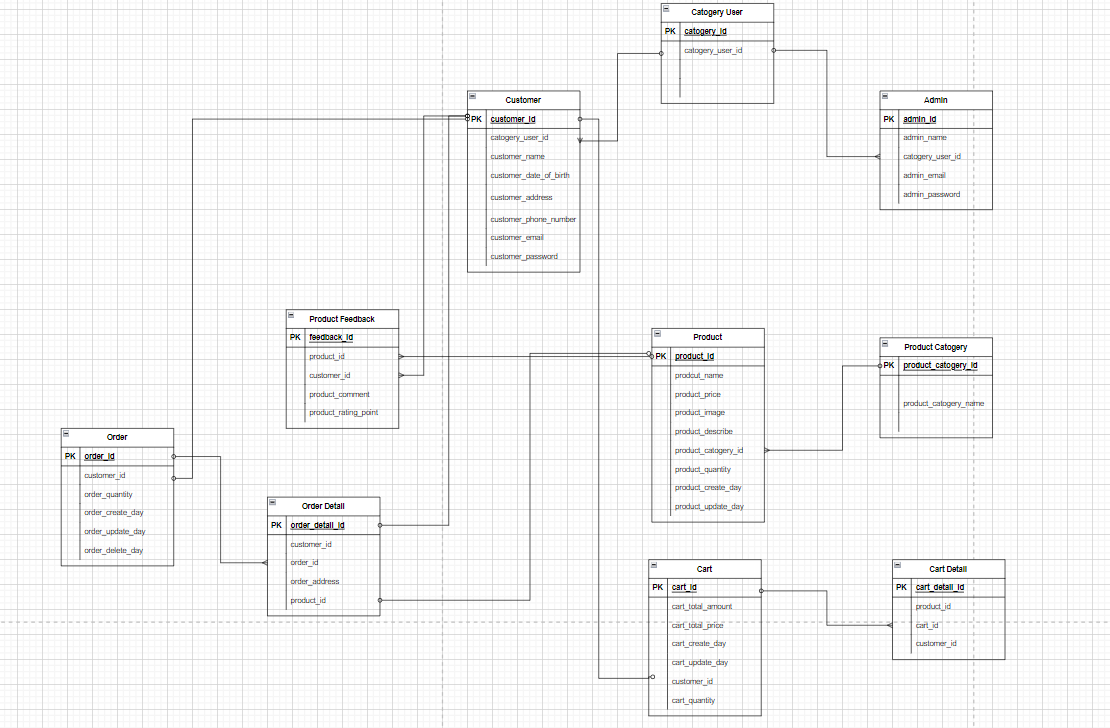 Catogery User
PK catogery_id
catogery_user_id
Customer
PK customer_id
catogery_user_id
customer_name
customer_date_of_birth
customer_address
customer_phone_number
customer_email
customer_password
Admin
PK admin_id
admin_name
catogery_user_id
admin_email
admin_password
Product Feedback
PK feedback_id
product_id
customer_id
product_comment
product_rating_point
Product
PK product_id
prodcut_name
product_price
product_image
product_describe
product_catogery_id
product_quantity
product_create_day
product_update_day
Product Catogery
PK product_catogery_id
product_catogery_name
Order
PK order_id
customer_id
order_quantity
order_create_day
order_update_day
order_delete_day
Order Detail
PK order_detail_id
customer_id
order_id
order_address
product_id
Cart
PK cart_id
cart_total_amount
cart_total_price
cart_create_day
cart_update_day
customer_id
cart_quantity
Cart Detail
PK cart_detail_id
product_id
cart_id
customer_id